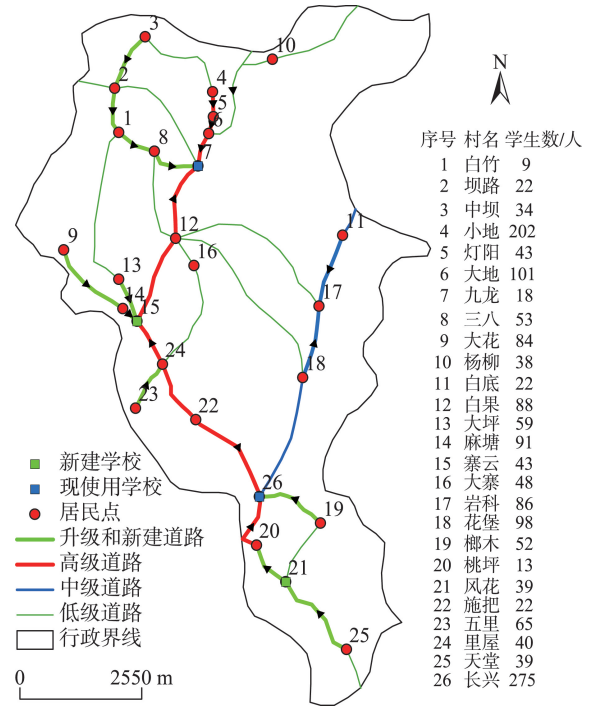 3
10
2
4
5
1
6
8
7
11
12
9
16
13
14
17
15
24
18
23
22
26
19
20
21
25
N
序号 村名 学生数/人
1 白竹 9
2 坝路 22
3 中坝 34
4 小地 202
5 灯阳 43
6 大地 101
7 九龙 18
8 三八 53
9 大花 84
10 杨柳 38
11 白底 22
12 白果 88
13 大坪 59
14 麻塘 91
15 寨云 43
16 大寨 48
17 岩科 86
18 花堡 98
19 榔木 52
20 桃坪 13
21 风花 39
22 施把 22
23 五里 65
24 里屋 40
25 天堂 39
26 长兴 275
新建学校
现使用学校
居民点
升级和新建道路
高级道路
中级道路
低级道路
行政界线
0 2550 m